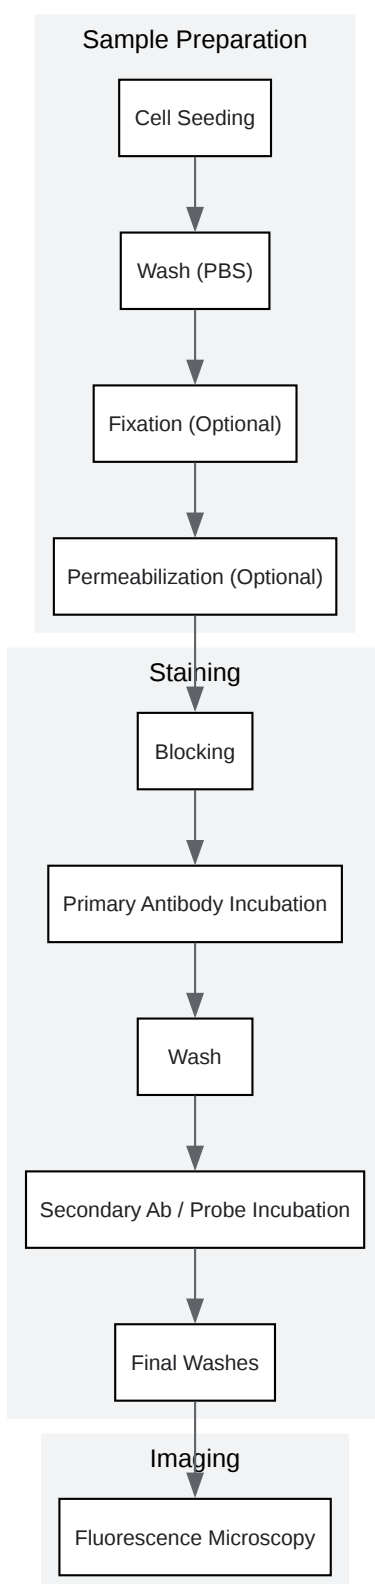 Sample Preparation
Cell Seeding
Wash (PBS)
Fixation (Optional)
Permeabilization (Optional)
Staining
Blocking
Primary Antibody Incubation
Wash
Secondary Ab / Probe Incubation
Final Washes
Imaging
Fluorescence Microscopy